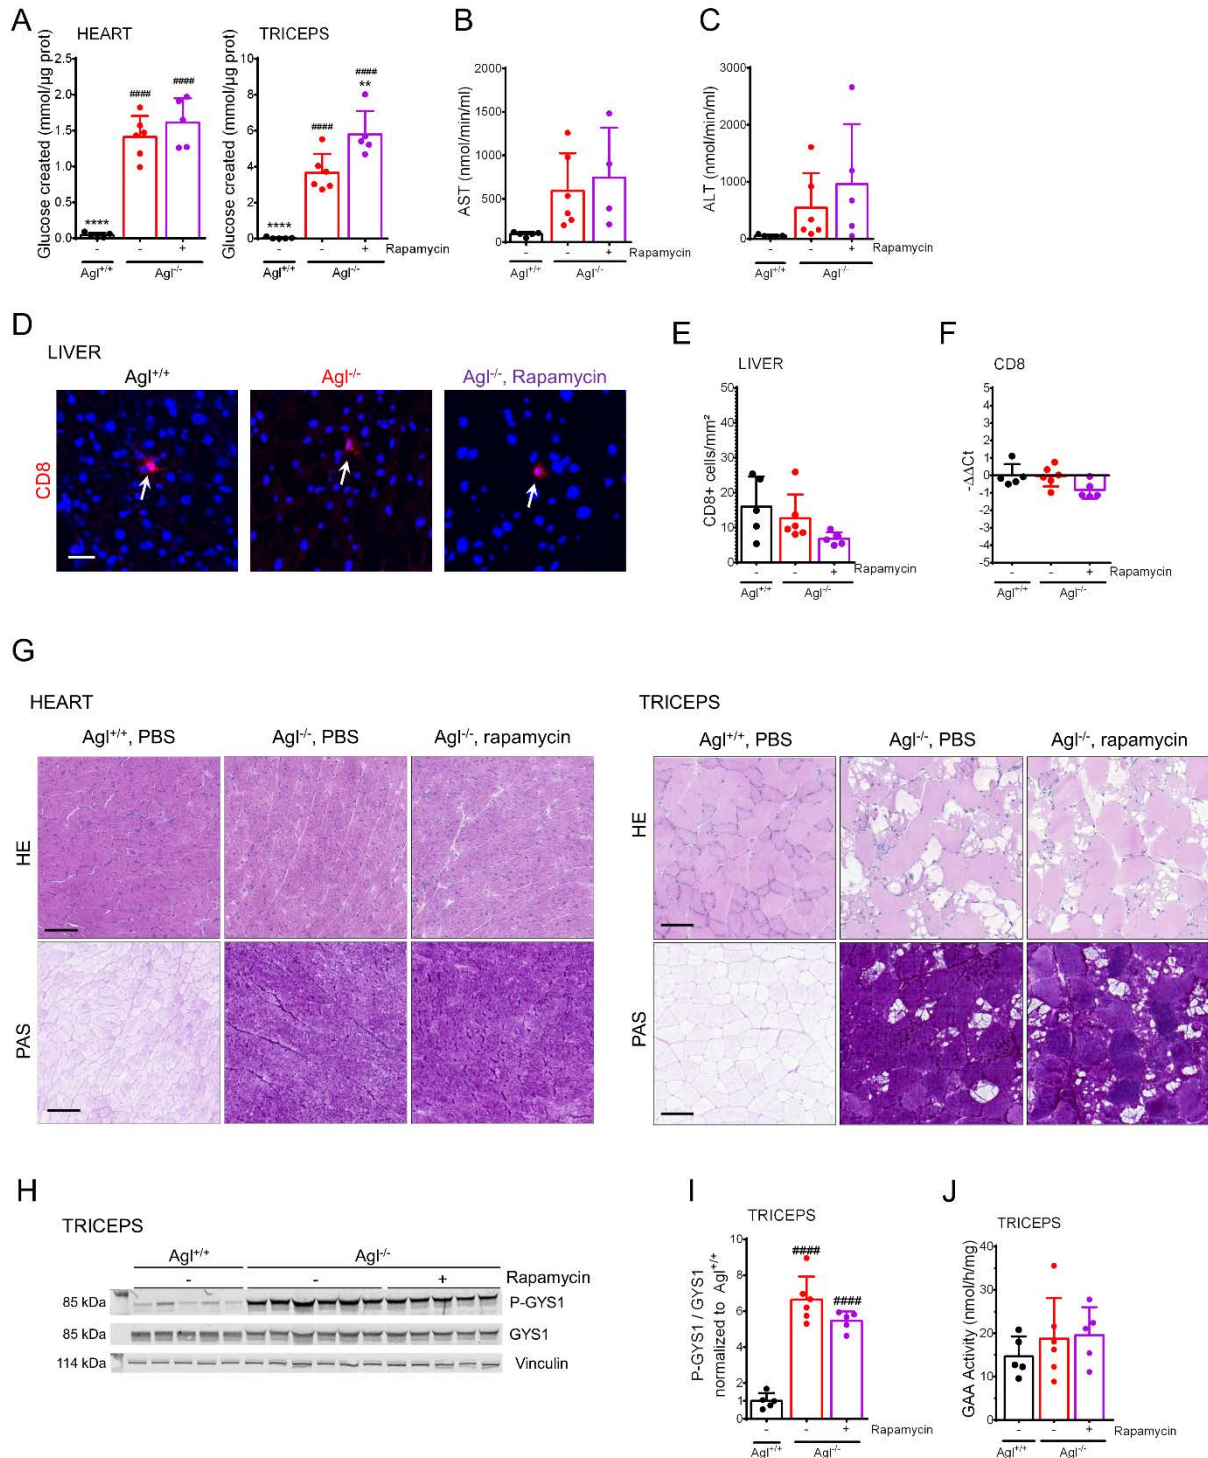 A
HEART
Glucose created (mmol/µg prot)
2.5
2.0
1.5
1.0
0.5
0.0
****
####
####
-
-
+
Agl+/+
Agl-/-
TRICEPS
Glucose created (mmol/µg prot)
10
8
6
4
2
0
****
####
####
**
-
-
+
Rapamycin
Agl+/+
Agl-/-
B
AST (nmol/min/ml)
2000
1500
1000
500
0
-
-
+
Rapamycin
Agl+/+
Agl-/-
C
ALT (nmol/min/ml)
3000
2000
1000
0
-
-
+
Rapamycin
Agl+/+
Agl-/-
D
LIVER
Agl+/+
Agl-/-
Agl-/-, Rapamycin
CD8
E
LIVER
CD8+ cells/mm²
50
40
30
20
10
0
-
-
+
Rapamycin
Agl+/+
Agl-/-
F
CD8
-ΔΔCt
5
4
3
2
1
0
-1
-2
-3
-4
-5
-
-
+
Rapamycin
Agl+/+
Agl-/-
G
HEART
Agl+/+, PBS
Agl-/-, PBS
Agl-/-, rapamycin
HE
PAS
TRICEPS
Agl+/+, PBS
Agl-/-, PBS
Agl-/-, rapamycin
HE
PAS
H
TRICEPS
Agl+/+
Agl-/-
-
-
+
Rapamycin
85 kDa
P-GYS1
85 kDa
GYS1
114 kDa
Vinculin
I
TRICEPS
P-GYS1 / GYS1
normalized to Agl+/+
10
8
6
4
2
1
0
####
####
-
-
+
Rapamycin
Agl+/+
Agl-/-
J
TRICEPS
GAA Activity (nmol/h/mg)
40
30
20
10
0
-
-
+
Rapamycin
Agl+/+
Agl-/-